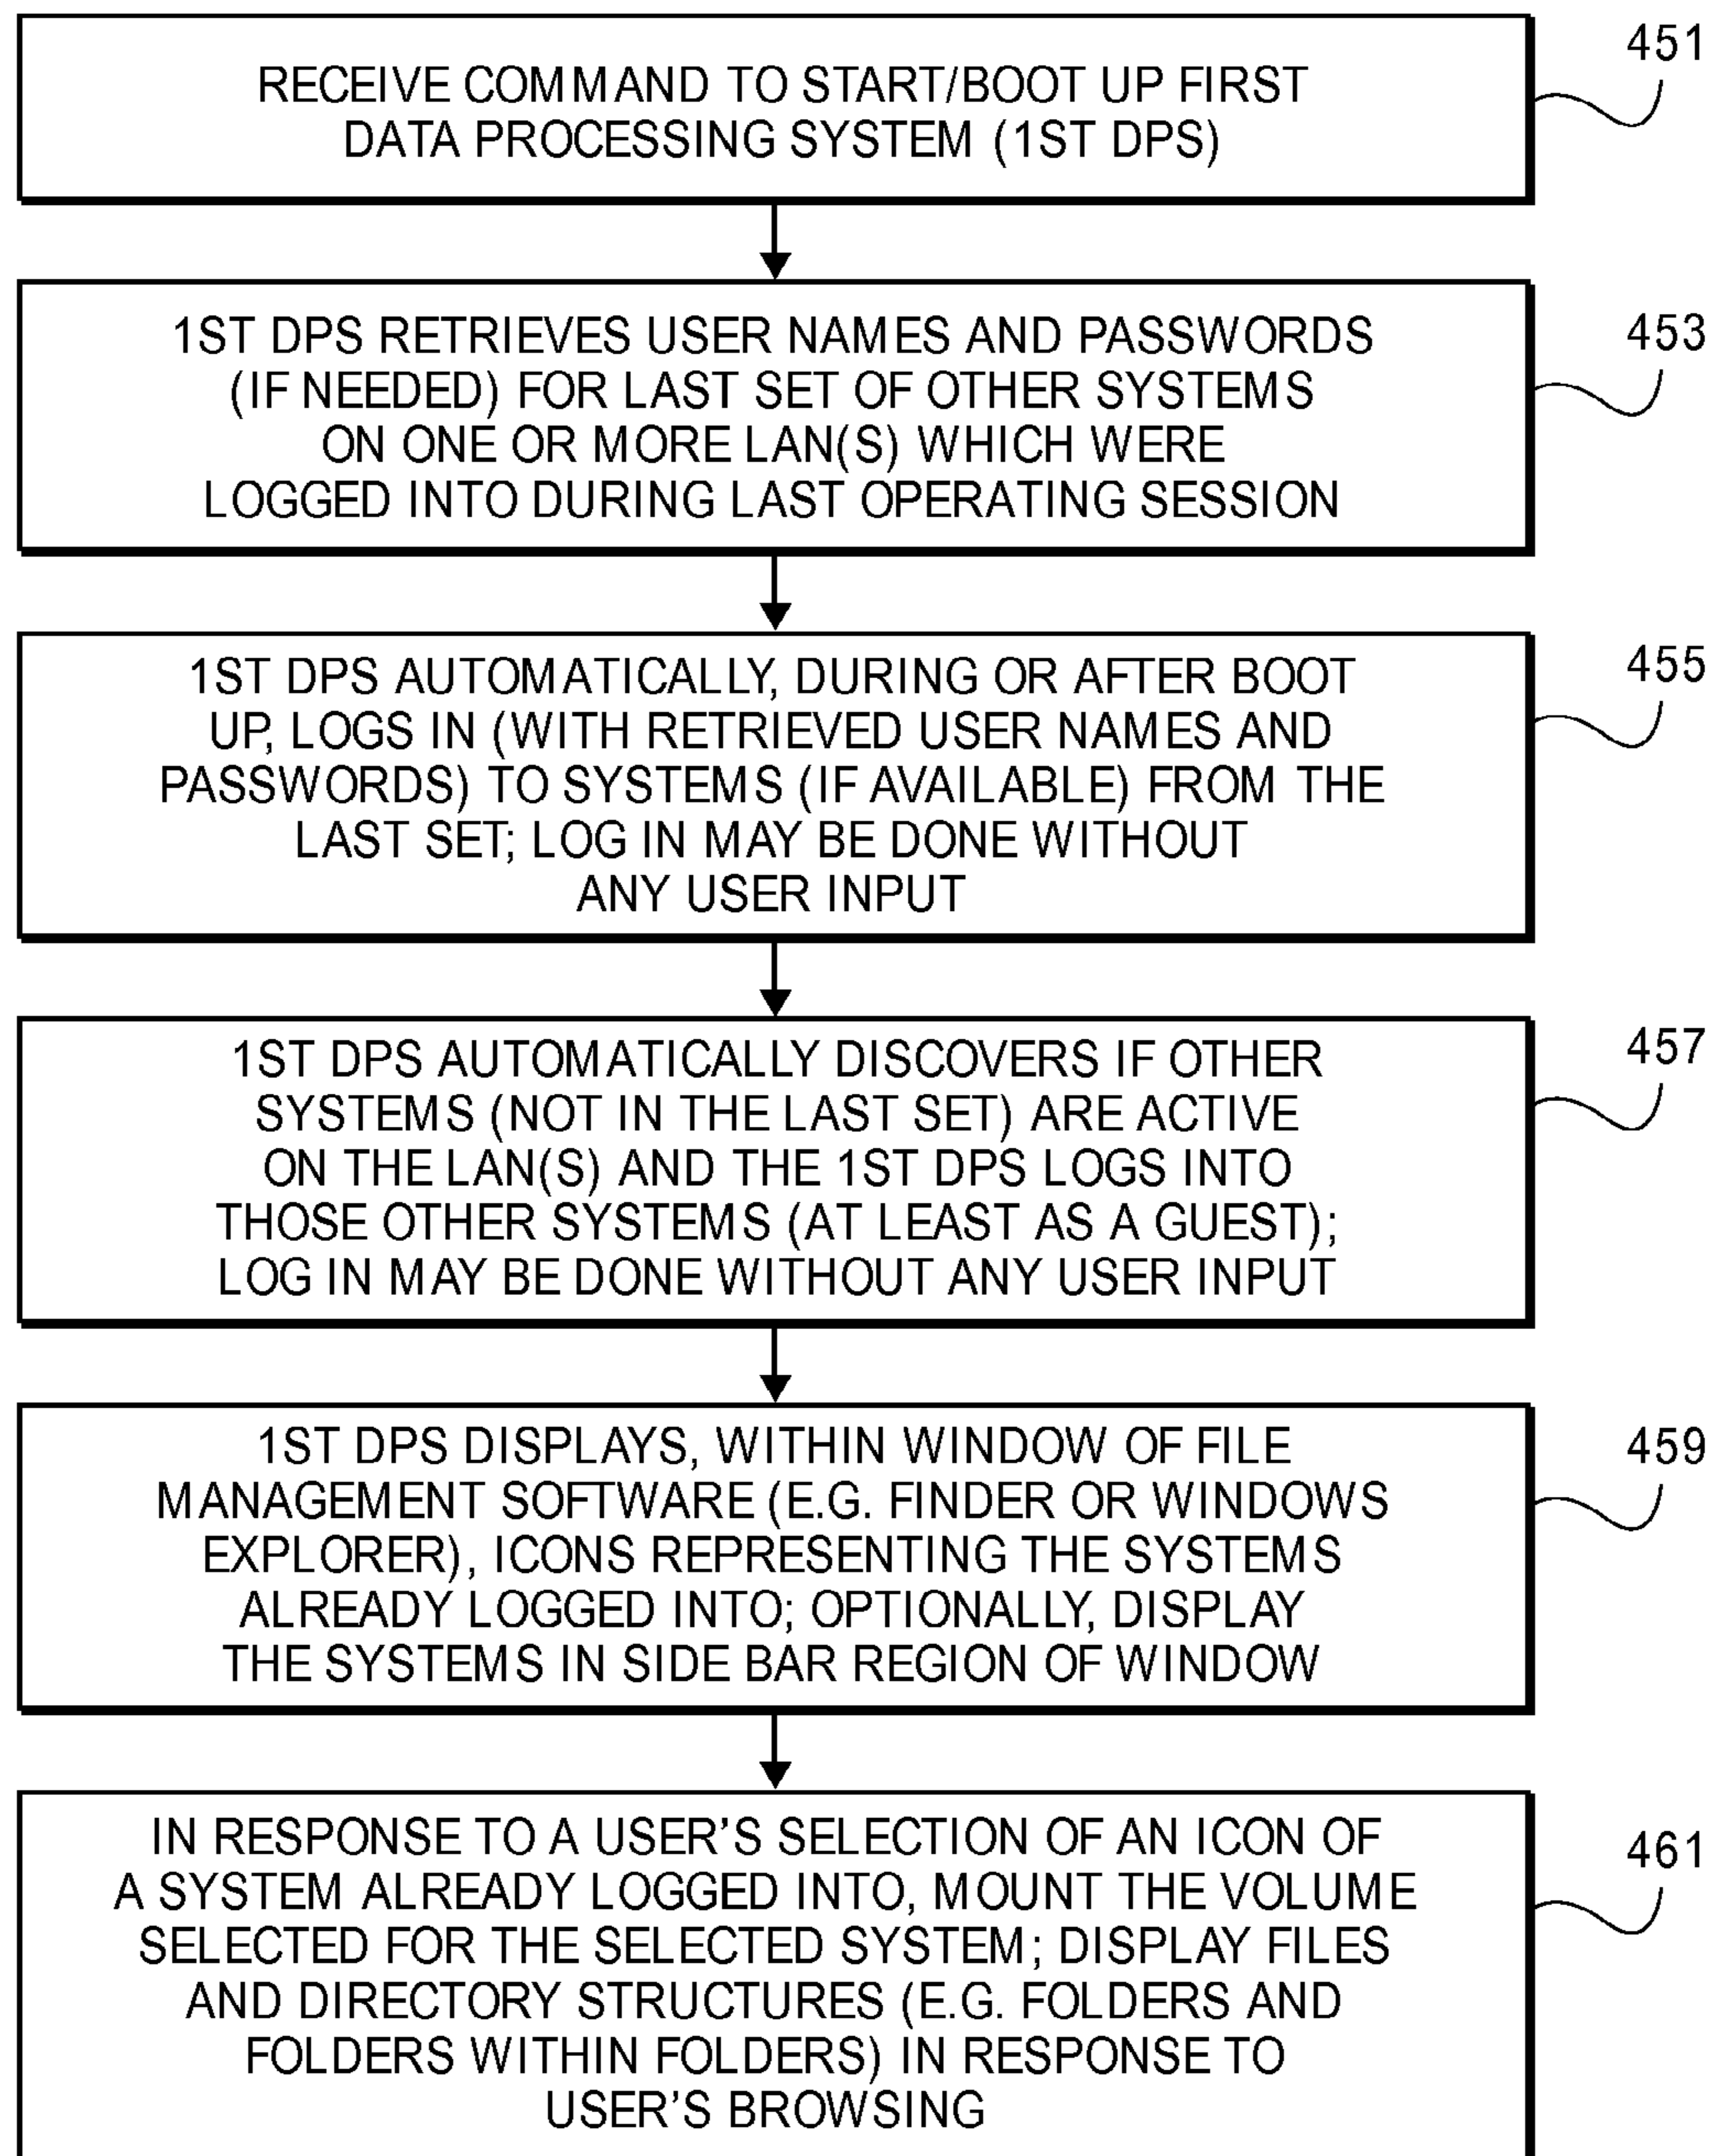 RECEIVE COMMAND TO START/BOOT UP FIRST
DATA PROCESSING SYSTEM (1ST DPS)
451
1ST DPS RETRIEVES USER NAMES AND PASSWORDS
(IF NEEDED) FOR LAST SET OF OTHER SYSTEMS
ON ONE OR MORE LAN(S) WHICH WERE
LOGGED INTO DURING LAST OPERATING SESSION
453
1ST DPS AUTOMATICALLY, DURING OR AFTER BOOT
UP, LOGS IN (WITH RETRIEVED USER NAMES AND
PASSWORDS) TO SYSTEMS (IF AVAILABLE) FROM THE
LAST SET; LOG IN MAY BE DONE WITHOUT
ANY USER INPUT
455
1ST DPS AUTOMATICALLY DISCOVERS IF OTHER
SYSTEMS (NOT IN THE LAST SET) ARE ACTIVE
ON THE LAN(S) AND THE 1ST DPS LOGS INTO
THOSE OTHER SYSTEMS (AT LEAST AS A GUEST);
LOG IN MAY BE DONE WITHOUT ANY USER INPUT
457
1ST DPS DISPLAYS, WITHIN WINDOW OF FILE
MANAGEMENT SOFTWARE (E.G. FINDER OR WINDOWS
EXPLORER), ICONS REPRESENTING THE SYSTEMS
ALREADY LOGGED INTO; OPTIONALLY, DISPLAY
THE SYSTEMS IN SIDE BAR REGION OF WINDOW
459
IN RESPONSE TO A USER'S SELECTION OF AN ICON OF
A SYSTEM ALREADY LOGGED INTO, MOUNT THE VOLUME
SELECTED FOR THE SELECTED SYSTEM; DISPLAY FILES
AND DIRECTORY STRUCTURES (E.G. FOLDERS AND
FOLDERS WITHIN FOLDERS) IN RESPONSE TO
USER'S BROWSING
461